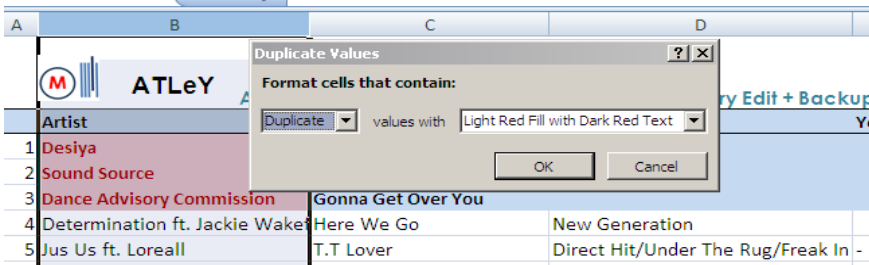 A B C D
Duplicate Values
Format cells that contain:
M ATLeY
ry Edit + Backup
Duplicate values with Light Red Fill with Dark Red Text
Artist
OK Cancel
1 Desiya
2 Sound Source
3 Dance Advisory Commission Gonna Get Over You
4 Determination ft. Jackie Wakef Here We Go New Generation
5 Jus Us ft. Loreall T.T Lover Direct Hit/Under The Rug/Freak In -